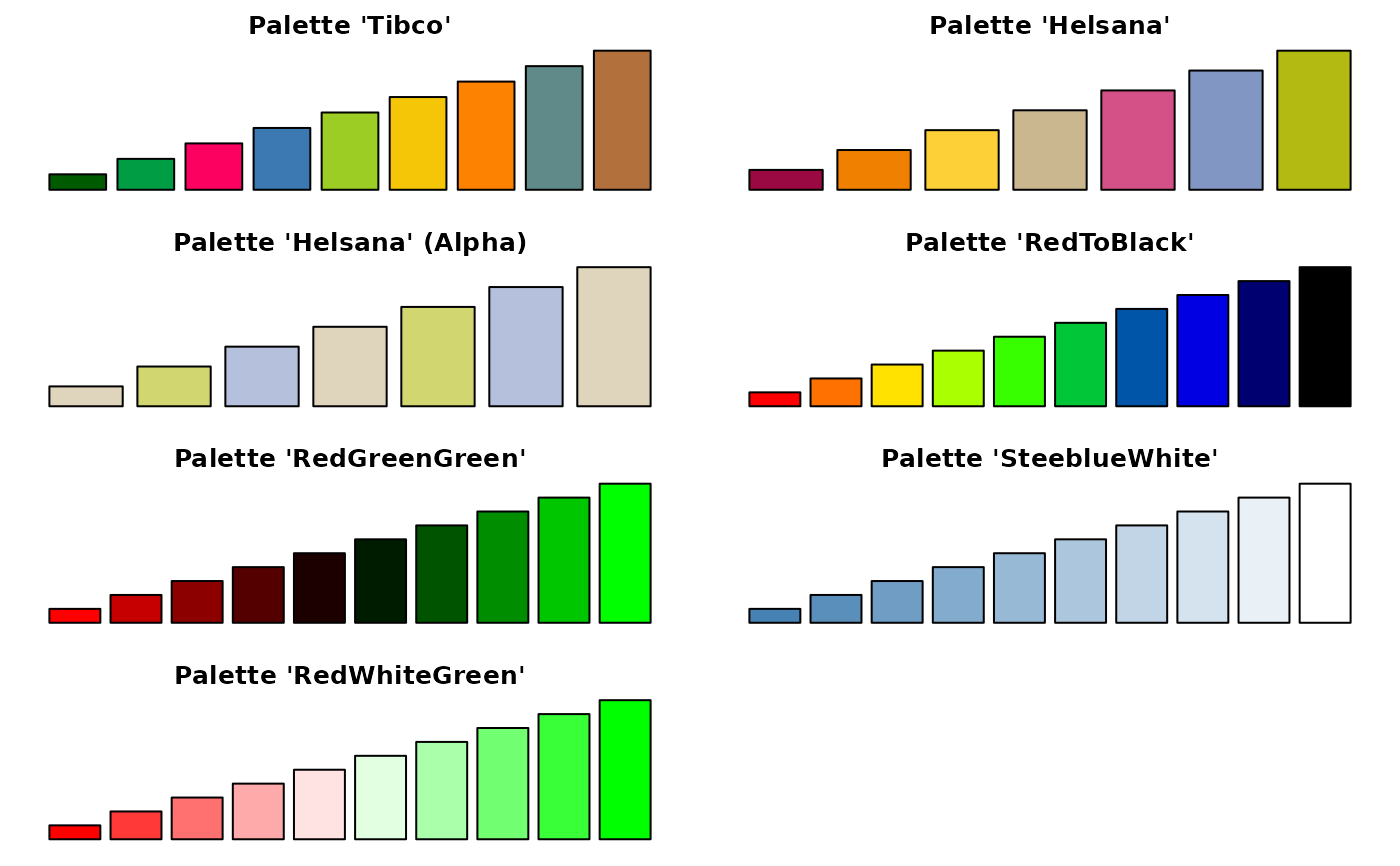 Palette 'Tibco'
Palette 'Helsana'
Palette 'Helsana' (Alpha)
Palette 'RedToBlack'
Palette 'RedGreenGreen'
Palette 'SteeblueWhite'
Palette 'RedWhiteGreen'